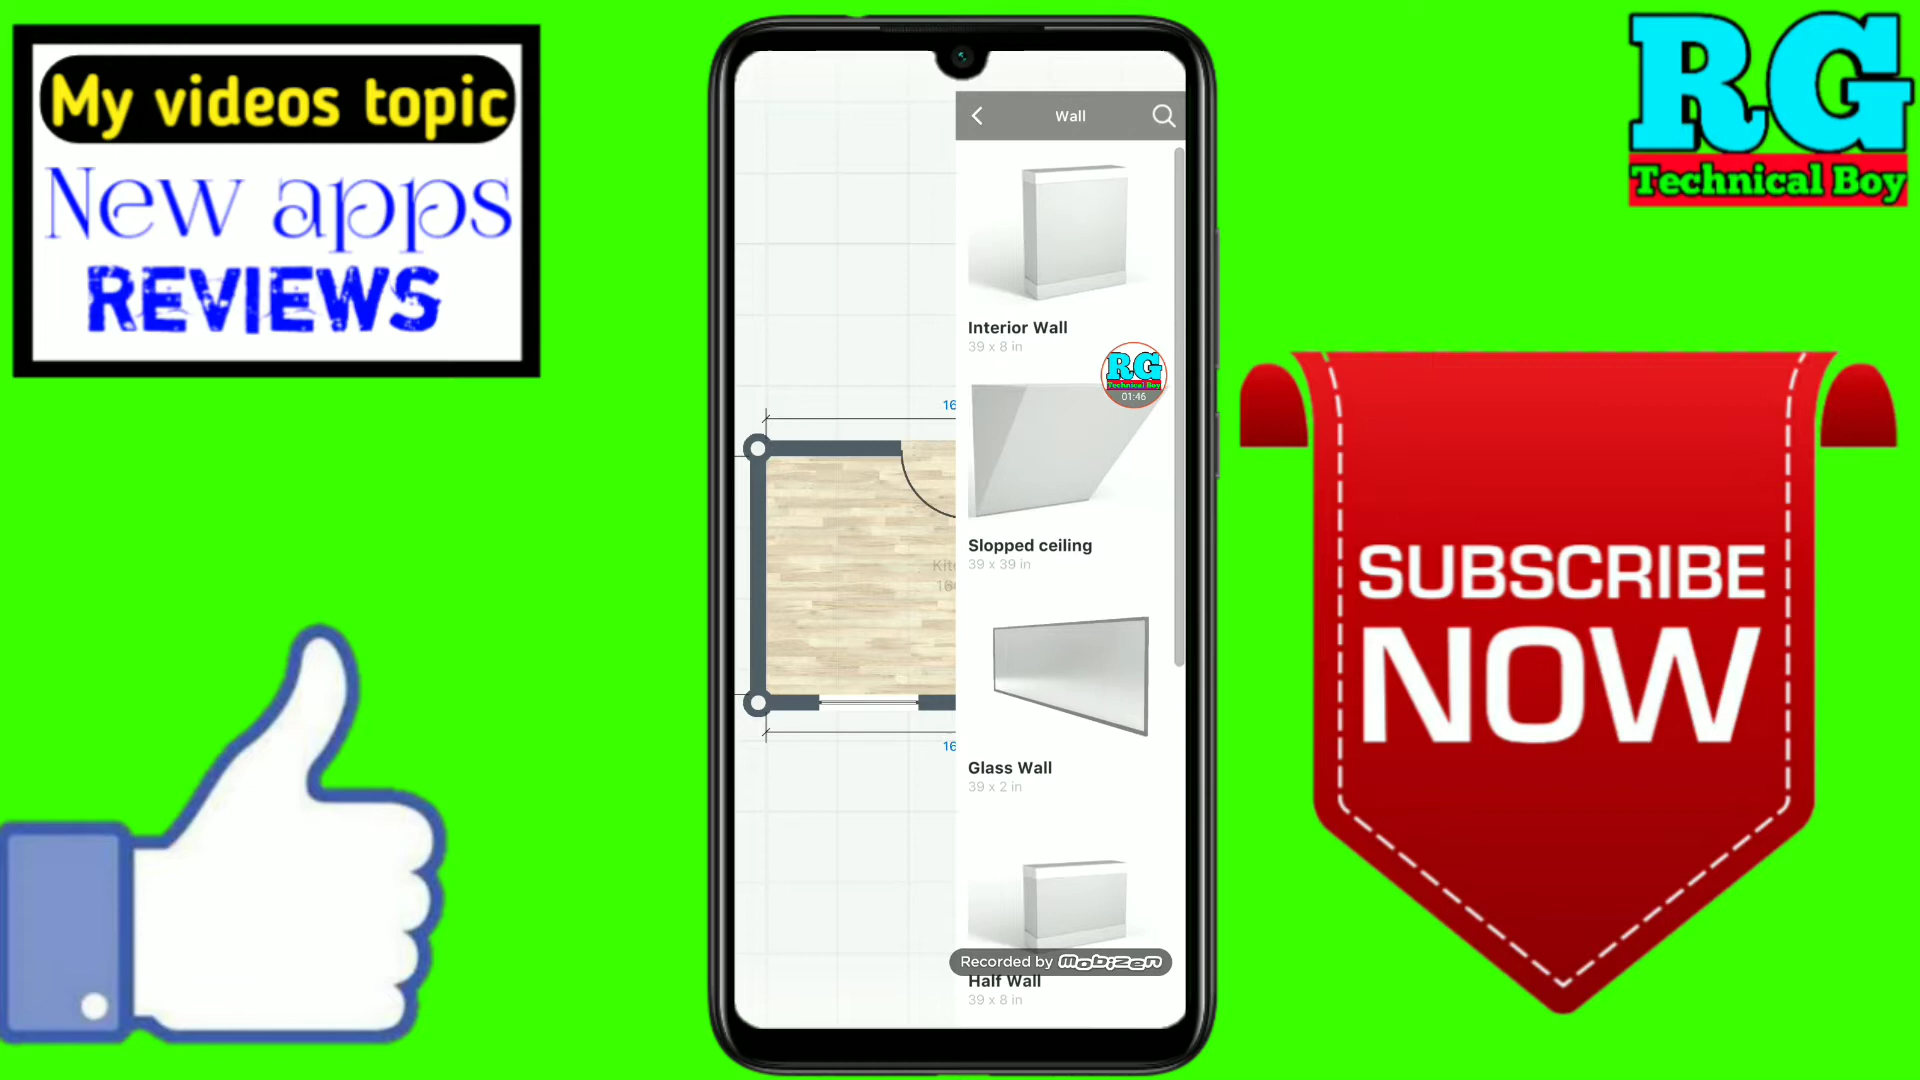 My videos topic
New apps
REVIEWS
RG
Technical Boy
Wall
Interior Wall
39 x 8 in
RG
Technical Boy
01:46
16
Slopped ceiling
39 x 39 in
Kit
16
Glass Wall
39 x 2 in
16
Recorded by mobizen
Half Wall
39 x 8 in
SUBSCRIBE
NOW